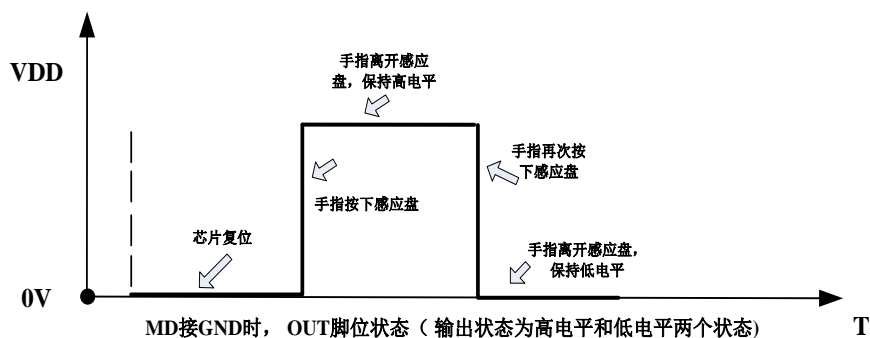 VDD
手指离开感应
盘，保持高电平
手指再次按
下感应盘
手指按下感应盘
芯片复位
手指离开感应盘，
保持低电平
0V
MD接GND时， OUT脚位状态（ 输出状态为高电平和低电平两个状态)
T